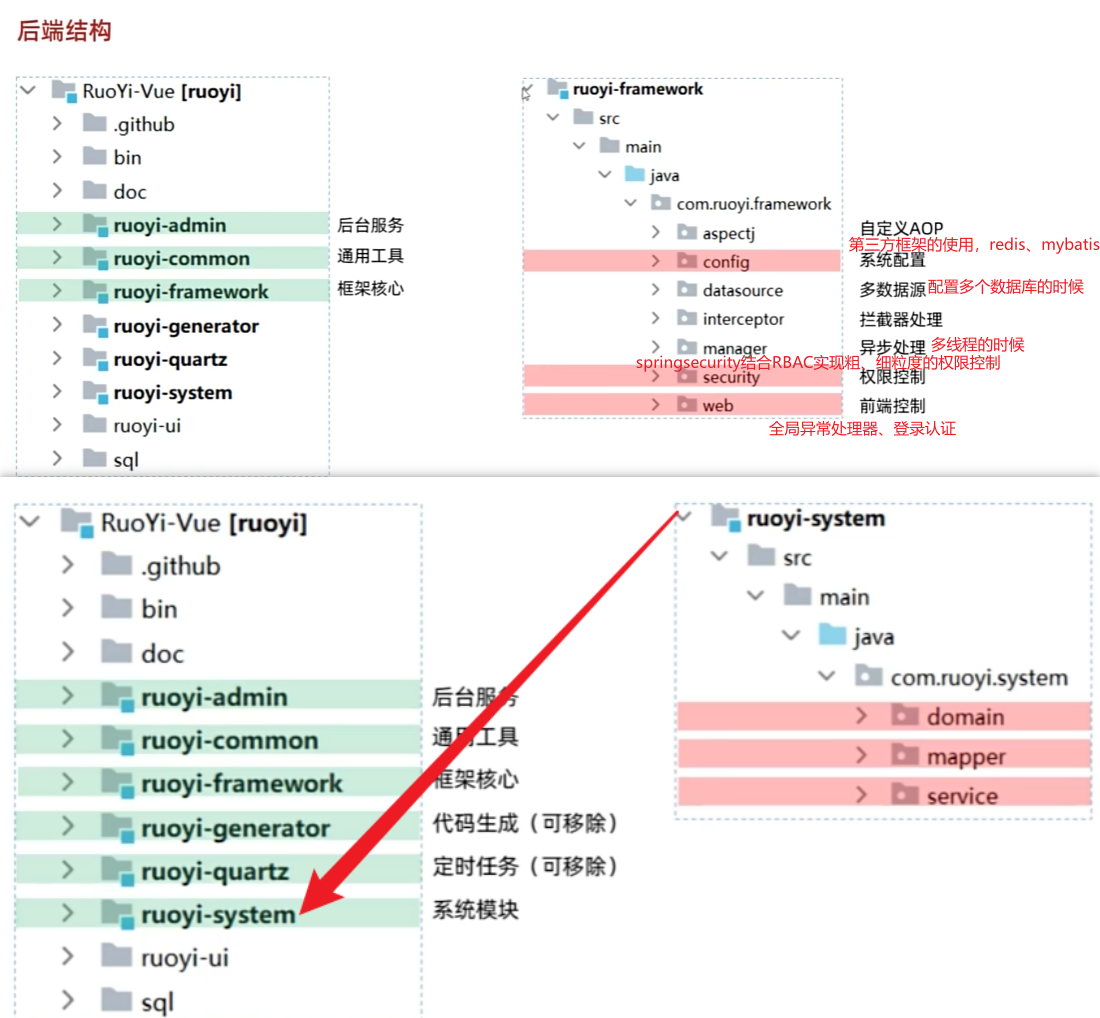 后端结构
RuoYi-Vue [ruoyi]
.github
bin
doc
ruoyi-admin 后台服务
ruoyi-common 通用工具
ruoyi-framework 框架核心
ruoyi-generator
ruoyi-quartz
ruoyi-system
ruoyi-ui
sql
ruoyi-framework
src
main
java
com.ruoyi.framework
aspectj 自定义AOP
第三方框架的使用，redis、mybatis
config 系统配置
datasource 多数据源 配置多个数据库的时候
interceptor 拦截器处理
manager 异步处理 多线程的时候
springsecurity结合RBAC实现粗、细粒度的权限控制
security 权限控制
web 前端控制
全局异常处理器、登录认证
RuoYi-Vue [ruoyi]
.github
bin
doc
ruoyi-admin 后台服务
ruoyi-common 通用工具
ruoyi-framework 框架核心
ruoyi-generator 代码生成（可移除）
ruoyi-quartz 定时任务（可移除）
ruoyi-system 系统模块
ruoyi-ui
sql
ruoyi-system
src
main
java
com.ruoyi.system
domain
mapper
service